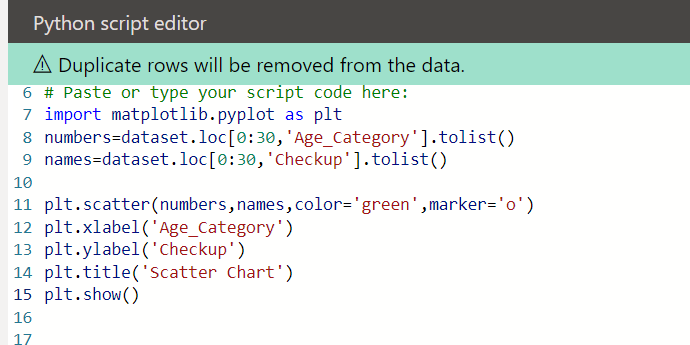 Python script editor
⚠ Duplicate rows will be removed from the data.
6 # Paste or type your script code here:
7 import matplotlib.pyplot as plt
8 numbers=dataset.loc[0:30,'Age_Category'].tolist()
9 names=dataset.loc[0:30,'Checkup'].tolist()
10
11 plt.scatter(numbers,names,color='green',marker='o')
12 plt.xlabel('Age_Category')
13 plt.ylabel('Checkup')
14 plt.title('Scatter Chart')
15 plt.show()
16
17